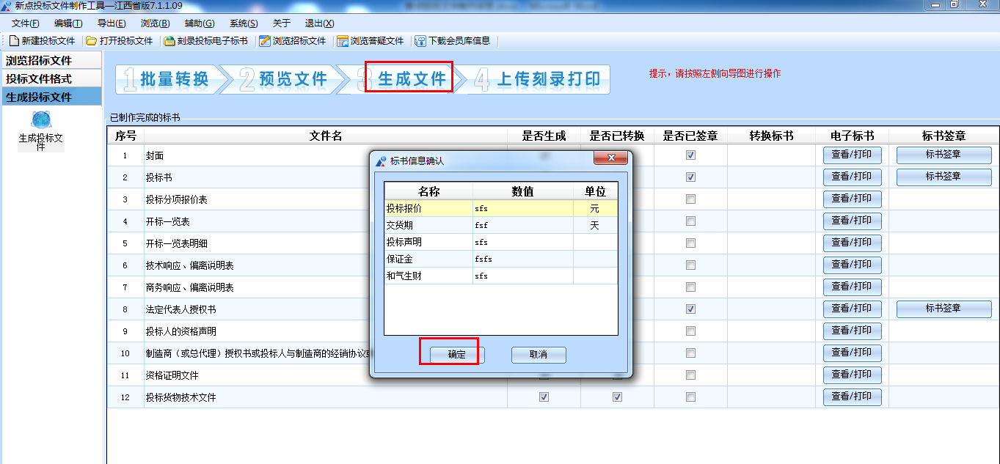 新点投标文件制作工具—江西省版7.1.1.09
文件(F) 编辑(T) 导出(E) 浏览(B) 辅助(G) 系统(S) 关于 退出(X)
新建投标文件 打开投标文件 刻录投标电子标书 浏览招标文件 浏览答疑文件 下载会员库信息
浏览招标文件
投标文件格式
生成投标文件
生成投标文
件
1 批量转换 2 预览文件 3 生成文件 4 上传刻录打印
提示，请按照左侧向导图进行操作
已制作完成的标书
序号 文件名 是否生成 是否已转换 是否已签章 转换标书 电子标书 标书签章
1 封面 查看/打印 标书签章
2 投标书 查看/打印 标书签章
3 投标分项报价表 查看/打印
4 开标一览表 查看/打印
5 开标一览表明细 查看/打印
6 技术响应、偏离说明表 查看/打印
7 商务响应、偏离说明表 查看/打印
8 法定代表人授权书 查看/打印 标书签章
9 投标人的资格声明 查看/打印
10 制造商（或总代理）授权书或投标人与制造商的经销协议 查看/打印
11 资格证明文件 查看/打印
12 投标货物技术文件 查看/打印
标书信息确认
名称 数值 单位
投标报价 sfs 元
交货期 fsf 天
投标声明 sfs
保证金 fsfs
和气生财 sfs
确定 取消